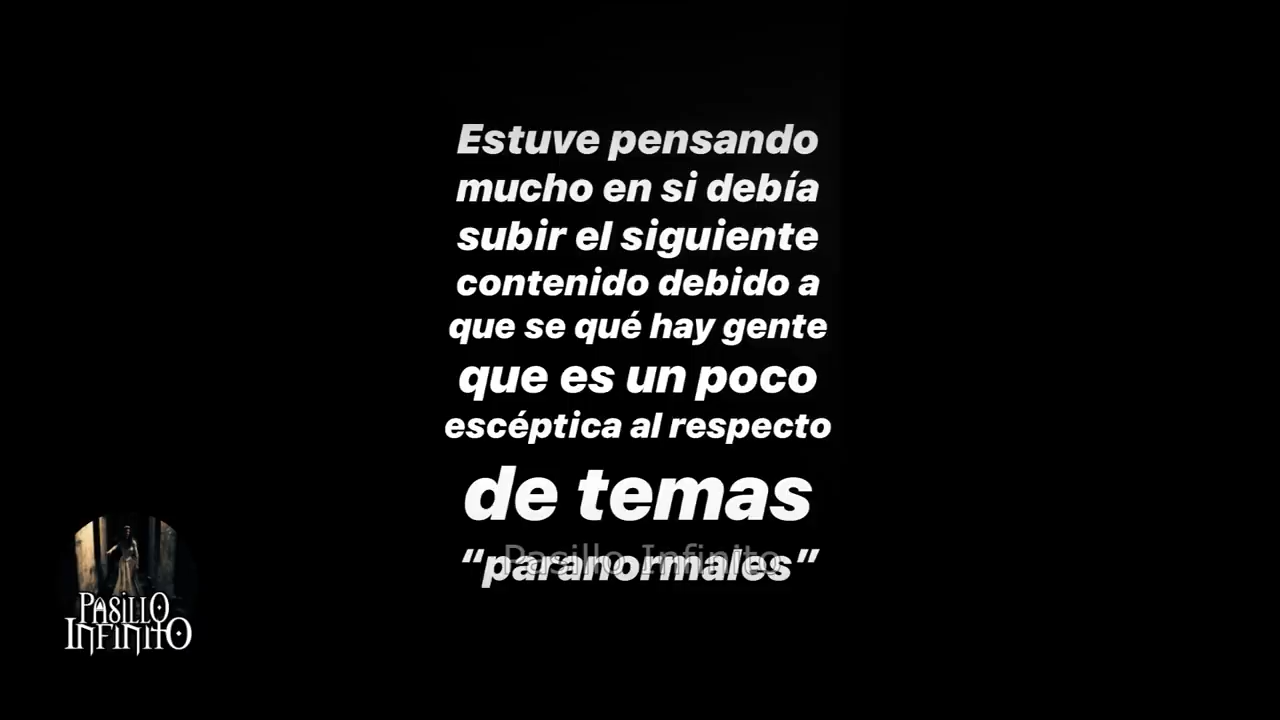 Estuve pensando
mucho en si debía
subir el siguiente
contenido debido a
que se qué hay gente
que es un poco
escéptica al respecto
de temas
“paranormales”
Pasillo Infinito
PASILLO
INFINITO